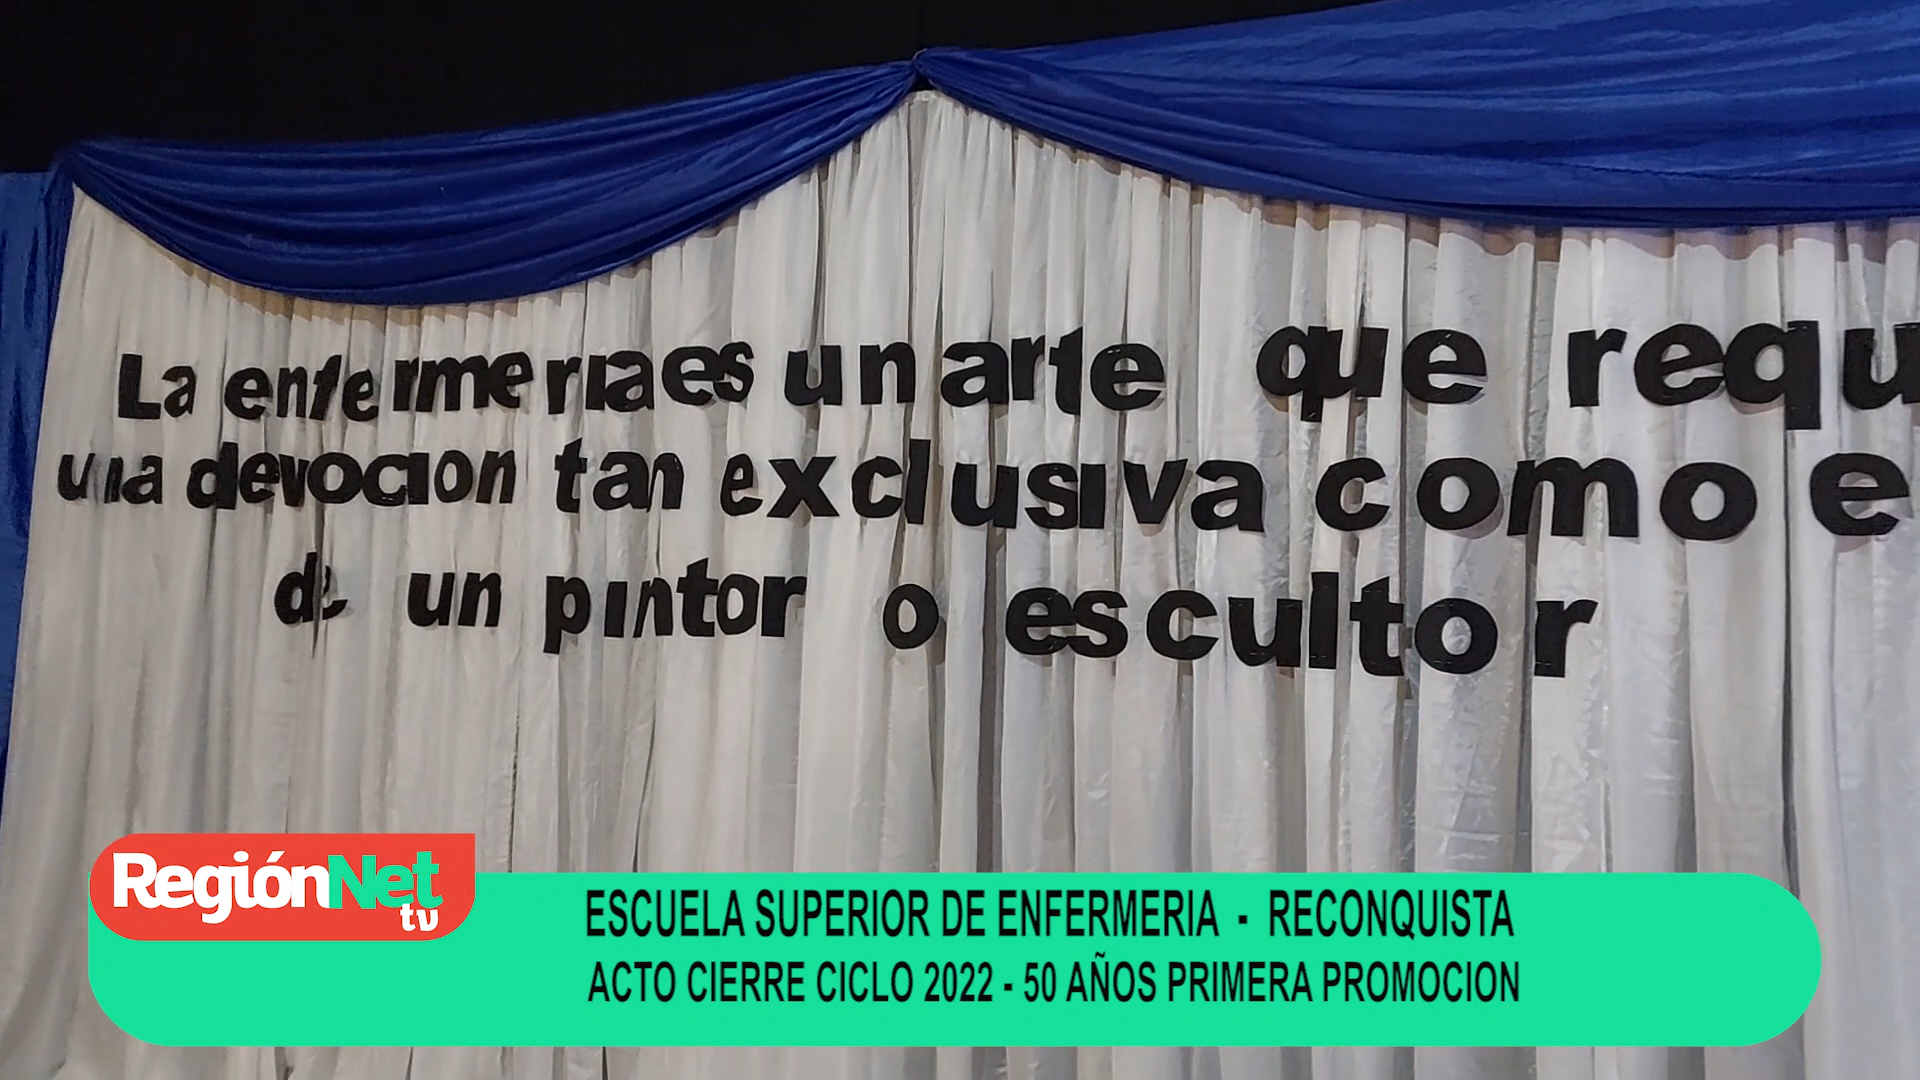 La enfermeria es un arte que requ
una devocion tan exclusiva como e
de un pintor o escultor
RegiónNet
tv
ESCUELA SUPERIOR DE ENFERMERIA - RECONQUISTA
ACTO CIERRE CICLO 2022 - 50 AÑOS PRIMERA PROMOCION